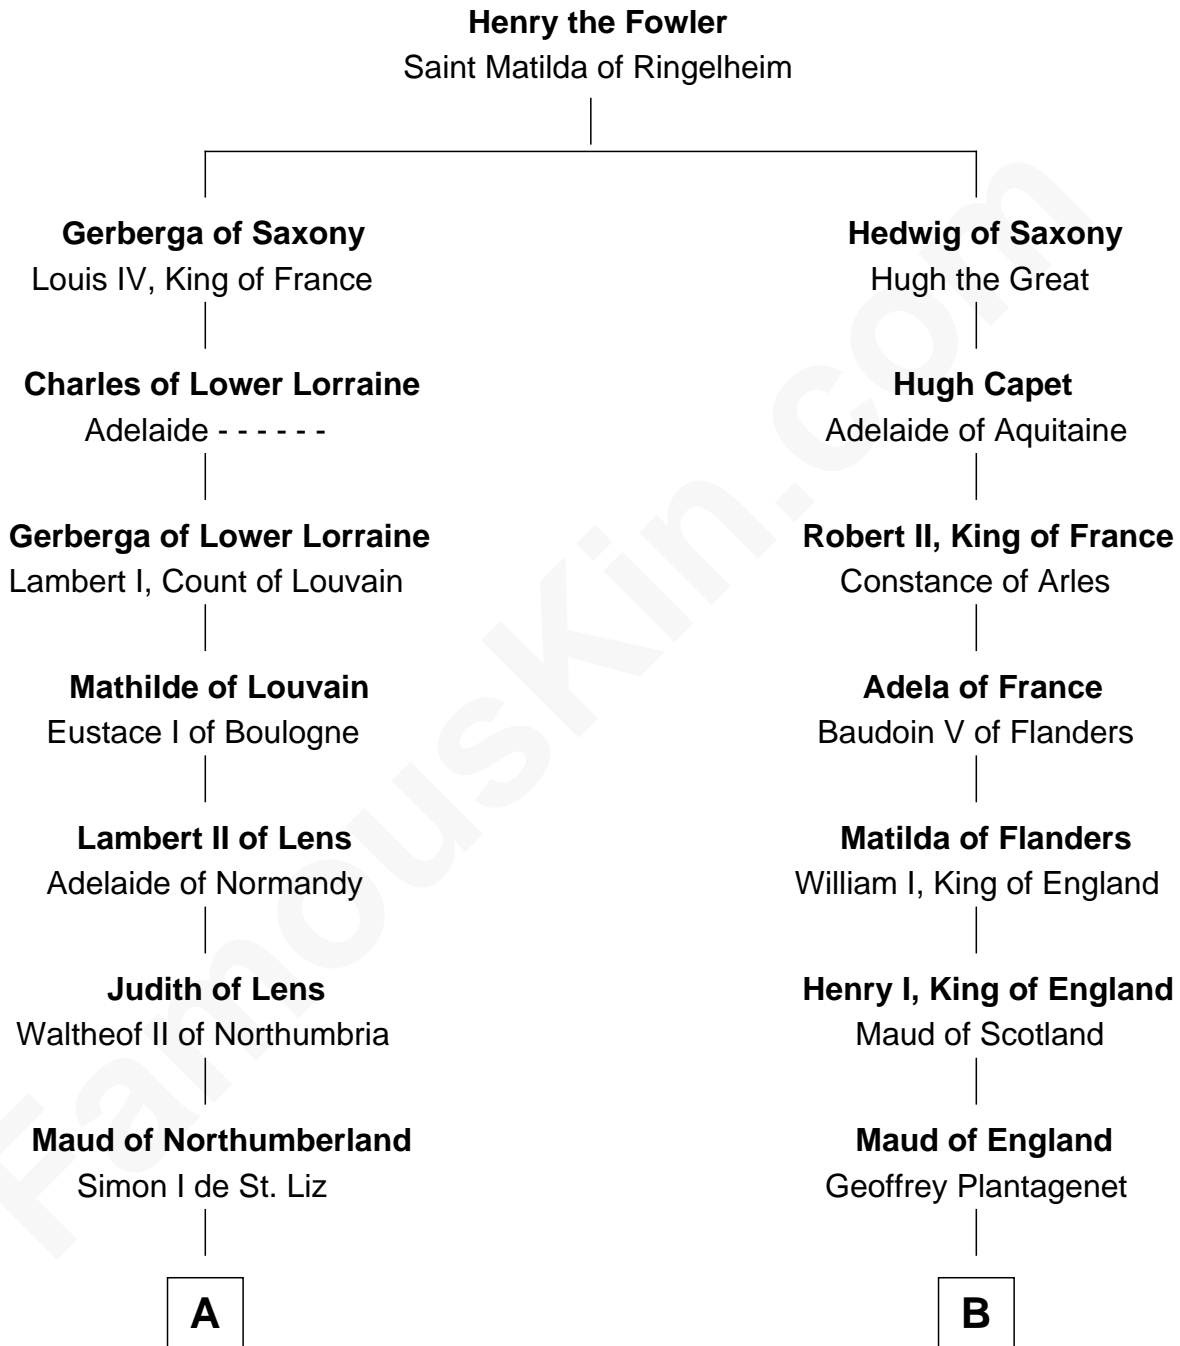 Henry the Fowler
Saint Matilda of Ringelheim
Gerberga of Saxony
Louis IV, King of France
Charles of Lower Lorraine
Adelaide - - - - - -
Gerberga of Lower Lorraine
Lambert I, Count of Louvain
Mathilde of Louvain
Eustace I of Boulogne
Lambert II of Lens
Adelaide of Normandy
Judith of Lens
Waltheof II of Northumbria
Maud of Northumberland
Simon I de St. Liz
A
Hedwig of Saxony
Hugh the Great
Hugh Capet
Adelaide of Aquitaine
Robert II, King of France
Constance of Arles
Adela of France
Baudoin V of Flanders
Matilda of Flanders
William I, King of England
Henry I, King of England
Maud of Scotland
Maud of England
Geoffrey Plantagenet
B
FamousKin.com